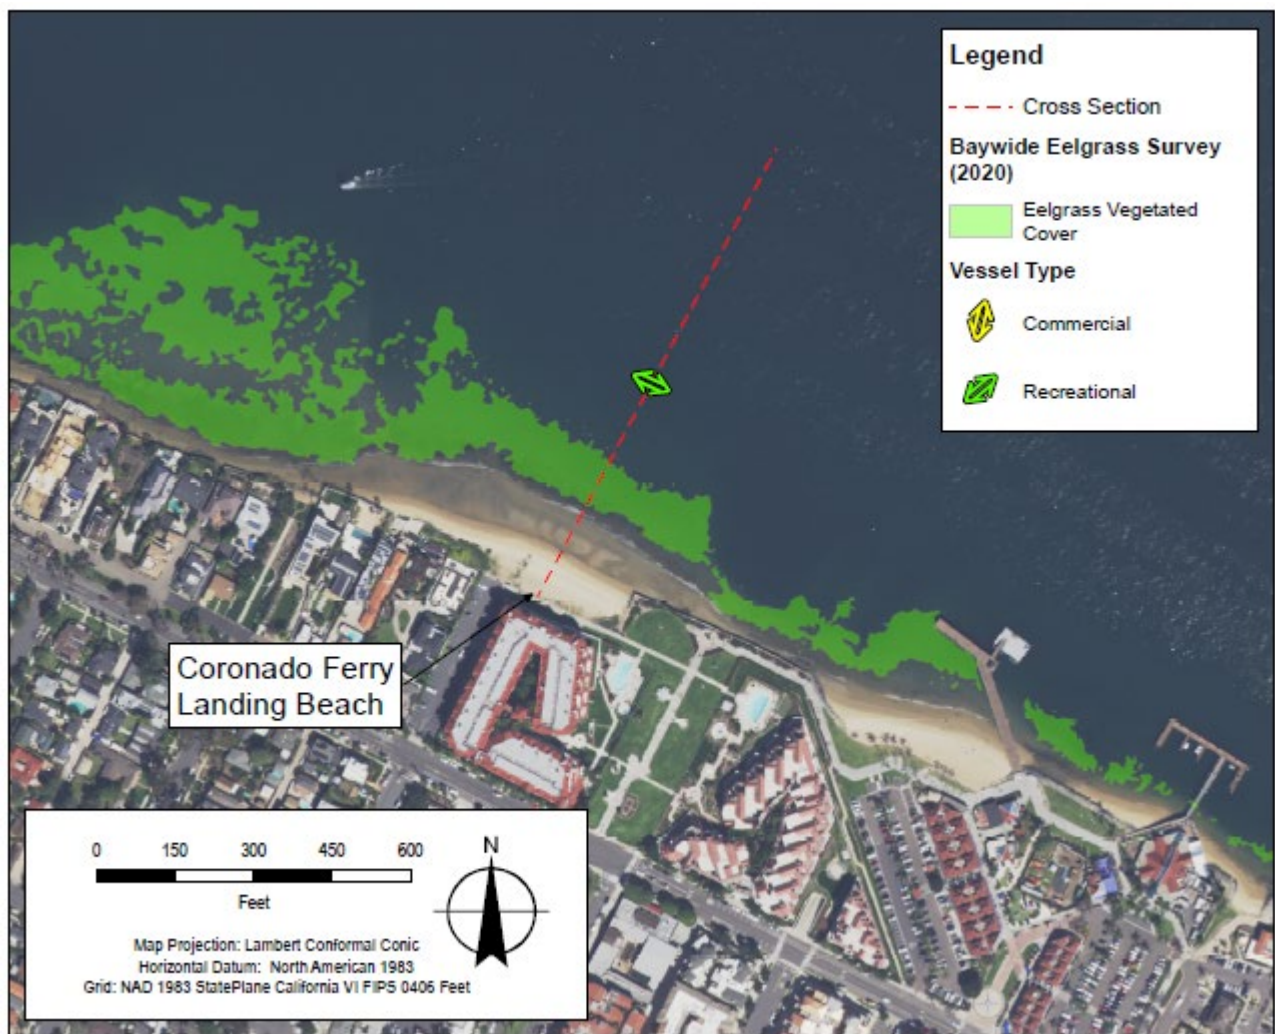 Legend
Cross Section
Baywide Eelgrass Survey
(2020)
Eelgrass Vegetated
Cover
Vessel Type
Commercial
Recreational
Coronado Ferry
Landing Beach
0 150 300 450 600
Feet
N
Map Projection: Lambert Conformal Conic
Horizontal Datum: North American 1983
Grid: NAD 1983 StatePlane California VI FIPS 0406 Feet